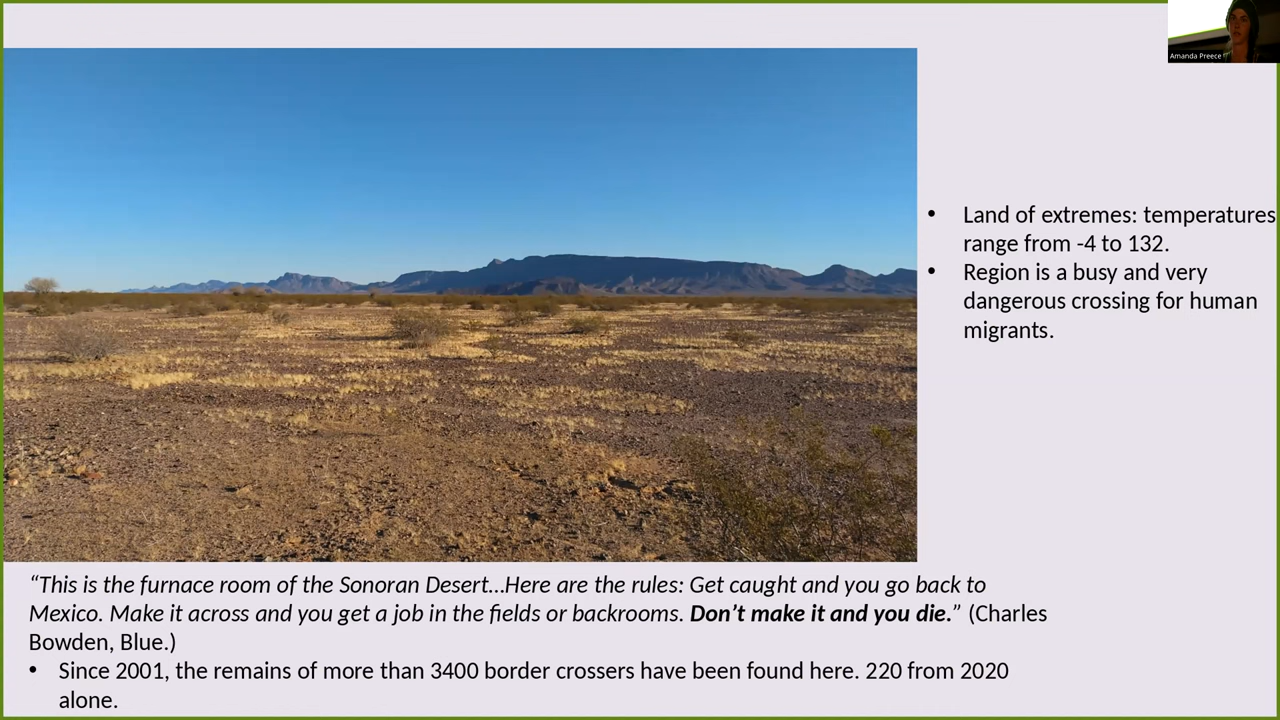 Amanda Preece
• Land of extremes: temperatures
range from -4 to 132.
• Region is a busy and very
dangerous crossing for human
migrants.
“This is the furnace room of the Sonoran Desert…Here are the rules: Get caught and you go back to
Mexico. Make it across and you get a job in the fields or backrooms. Don’t make it and you die.” (Charles
Bowden, Blue.)
• Since 2001, the remains of more than 3400 border crossers have been found here. 220 from 2020
alone.